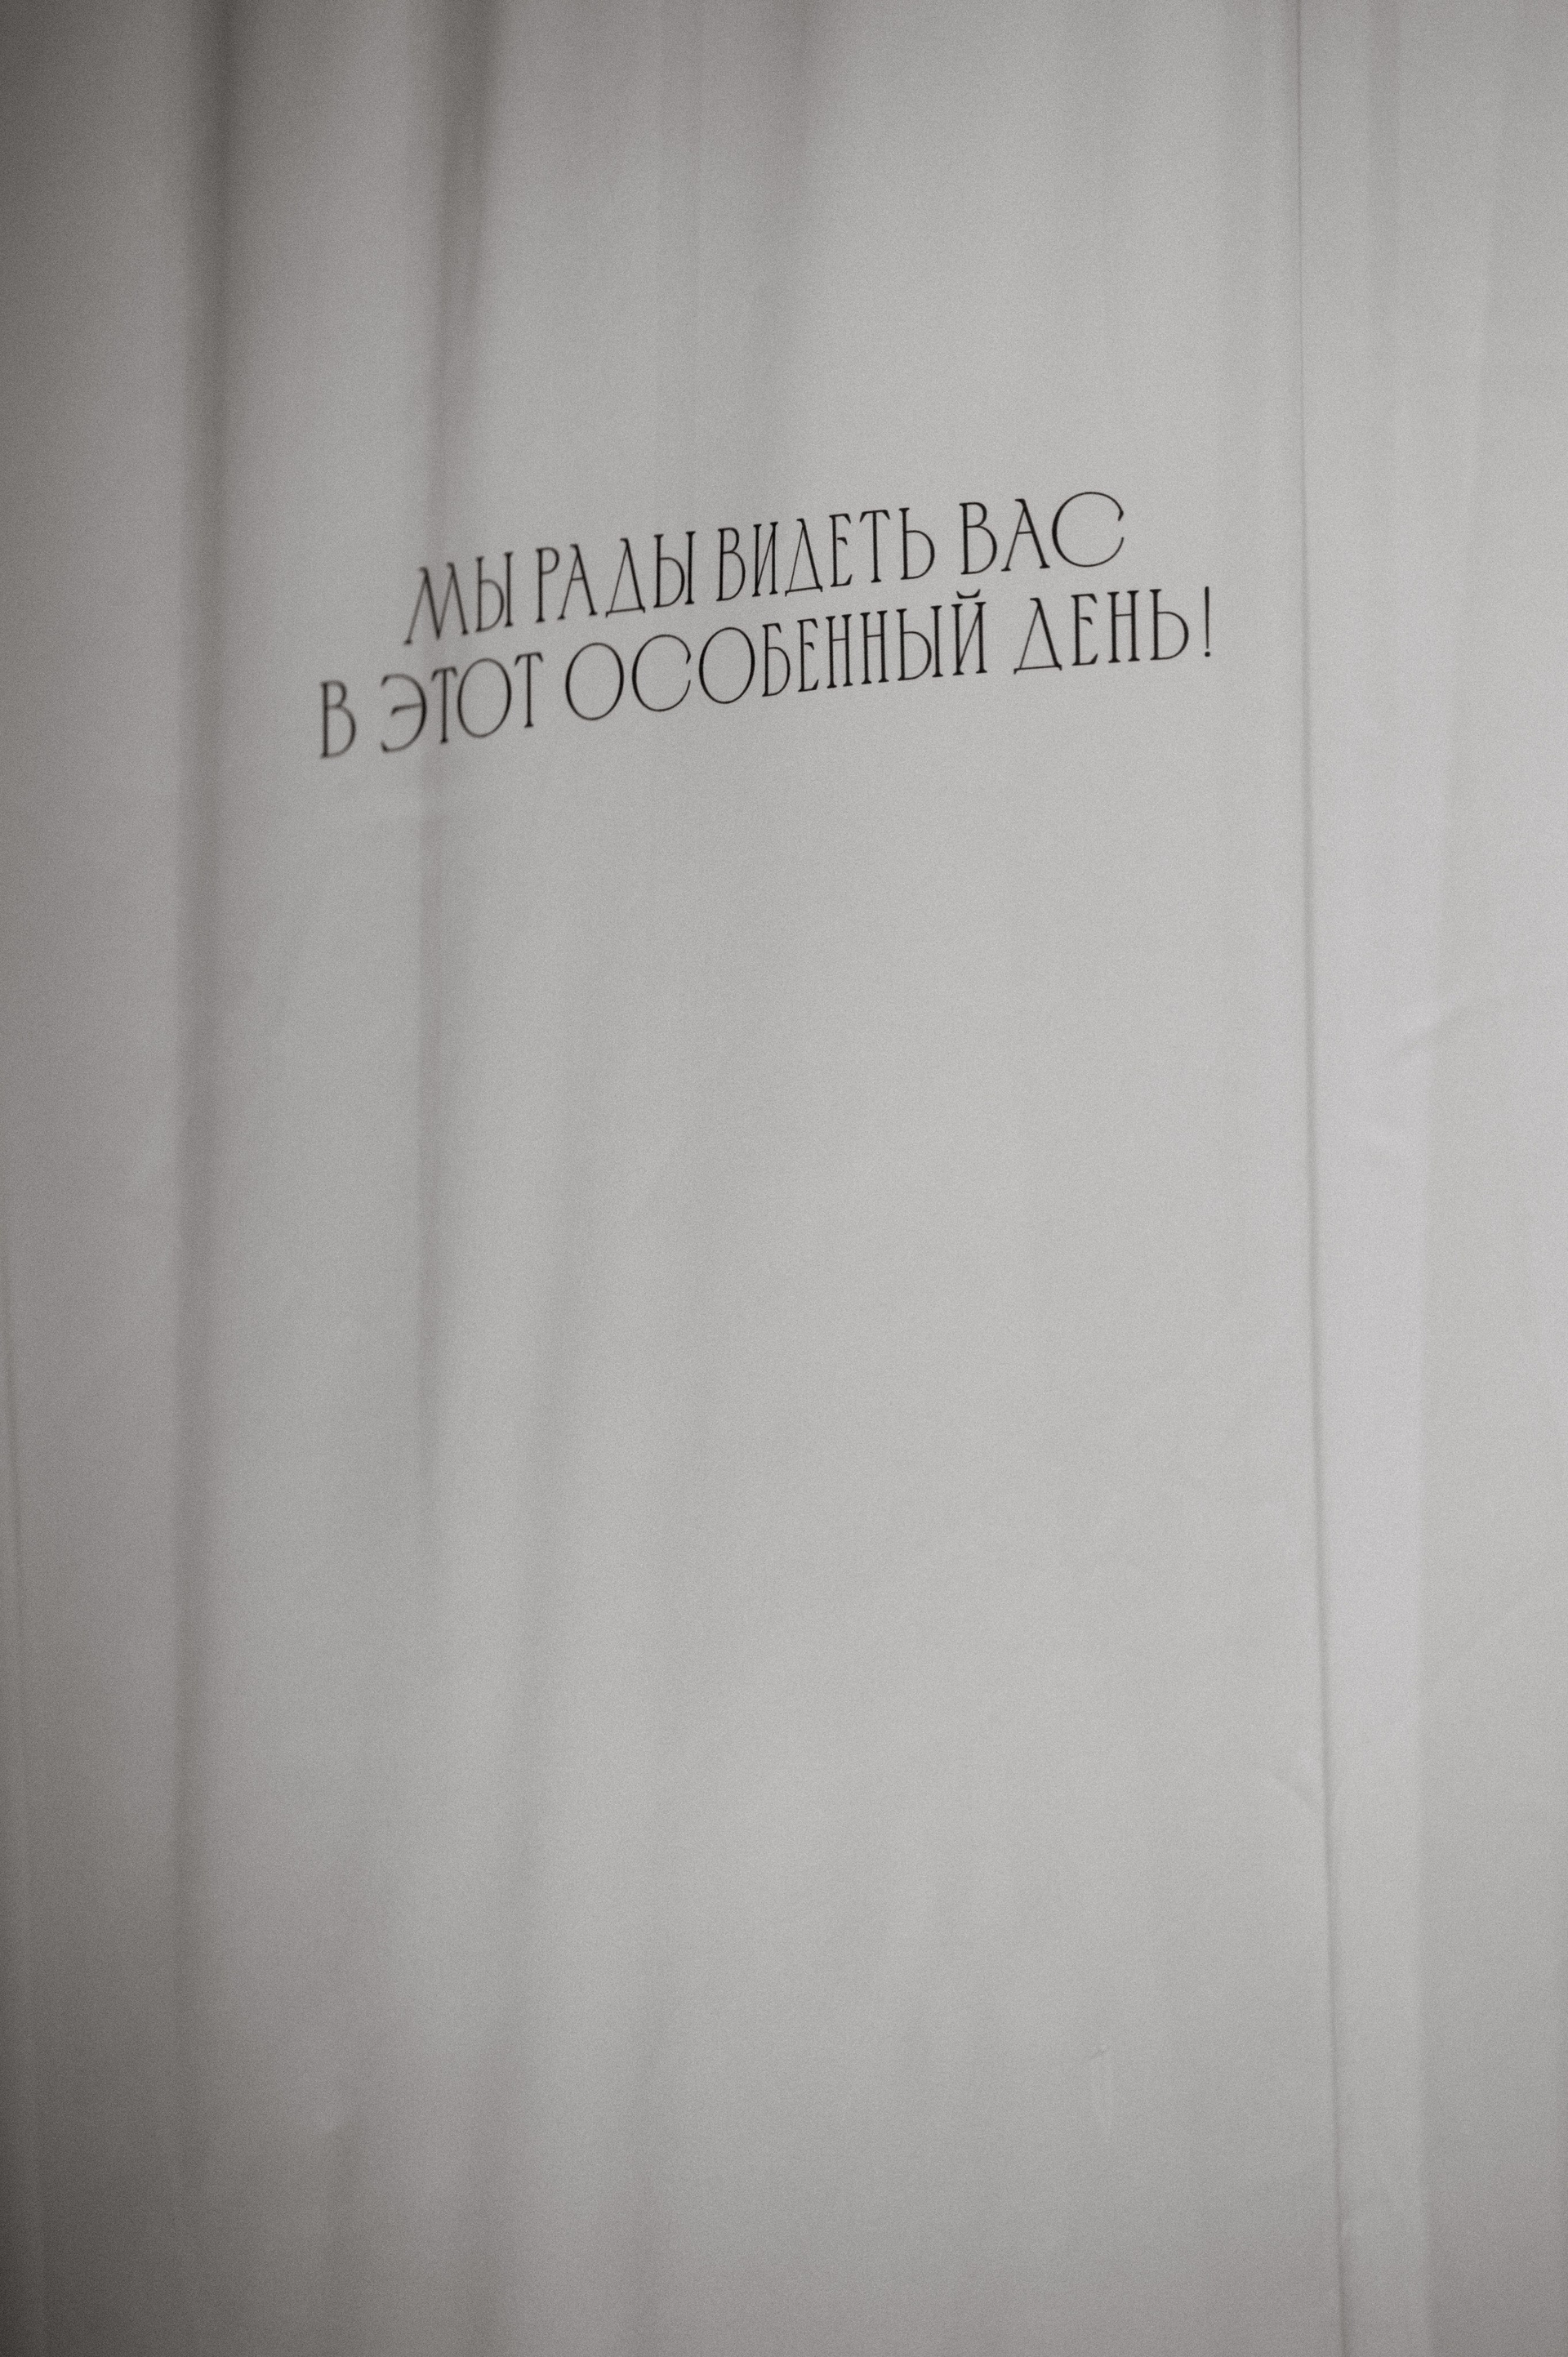 МЫ РАДЫ ВИДЕТЬ ВАС
В ЭТОТ ОСОБЕННЫЙ ДЕНЬ!